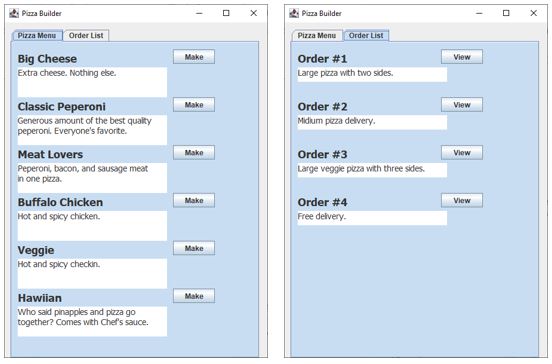 Pizza Builder
Pizza Menu Order List
Big Cheese Make
Extra cheese. Nothing else.
Classic Peperoni Make
Generous amount of the best quality
peperoni. Everyone's favorite.
Meat Lovers Make
Peperoni, bacon, and sausage meat
in one pizza.
Buffalo Chicken Make
Hot and spicy chicken.
Veggie Make
Hot and spicy checkin.
Hawiian Make
Who said pinapples and pizza go
together? Comes with Chef's sauce.
Pizza Builder
Pizza Menu Order List
Order #1 View
Large pizza with two sides.
Order #2 View
Midium pizza delivery.
Order #3 View
Large veggie pizza with three sides.
Order #4 View
Free delivery.